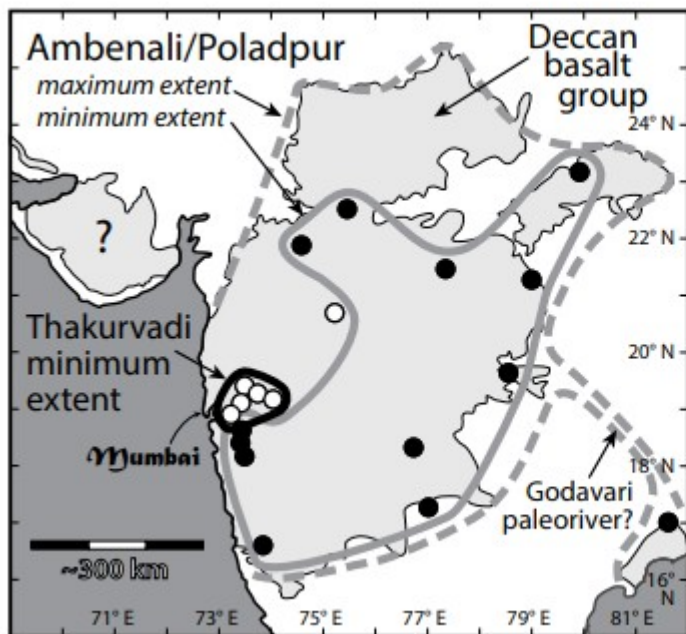 Ambenali/Poladpur
maximum extent
minimum extent
Deccan
basalt
group
24° N
?
22°
Thakurvadi
minimum
extent
20°
Mumbai
18°
Godavari
paleoriver?
~300 km
16°
N
71° E
73°
75°
77°
79°
81° E